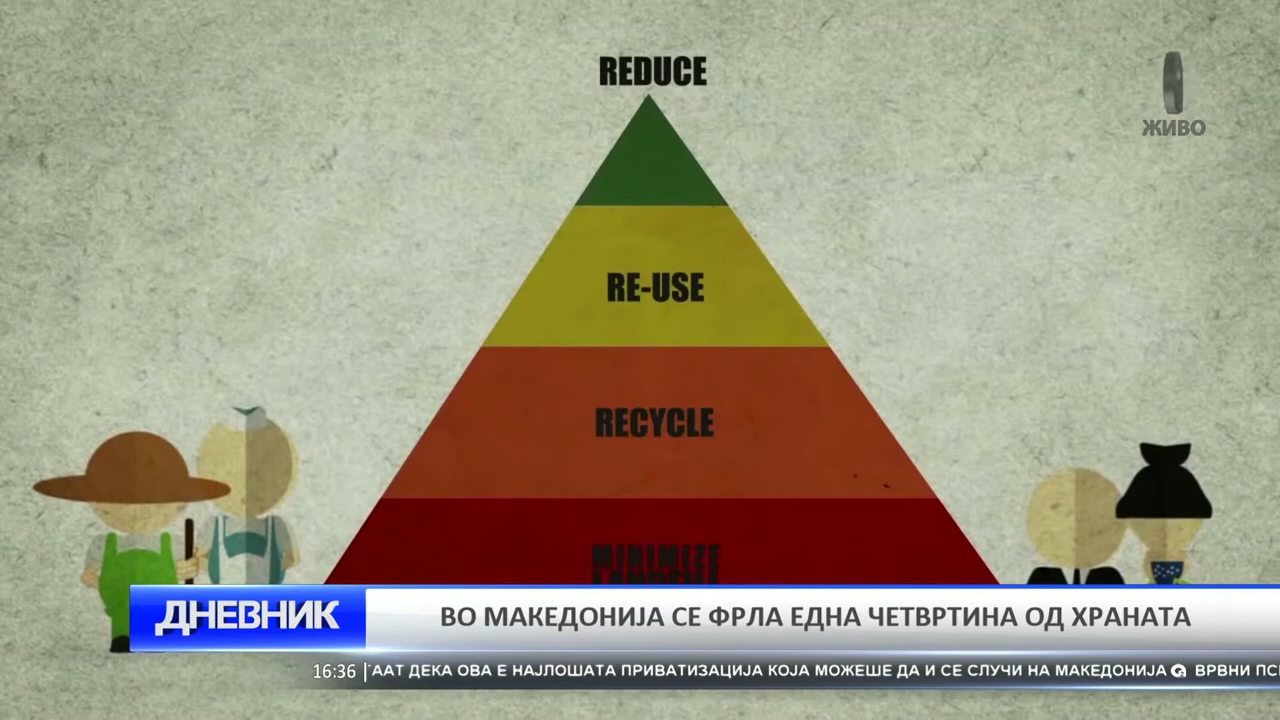 REDUCE
ЖИВО
RE-USE
RECYCLE
MINIMIZE
ДНЕВНИК
ВО МАКЕДОНИЈА СЕ ФРЛА ЕДНА ЧЕТВРТИНА ОД ХРАНАТА
16:36 ДЕКА ОВА Е НАЈЛОШАТА ПРИВАТИЗАЦИЈА КОЈА МОЖЕШЕ ДА И СЕ СЛУЧИ НА МАКЕДОНИЈА